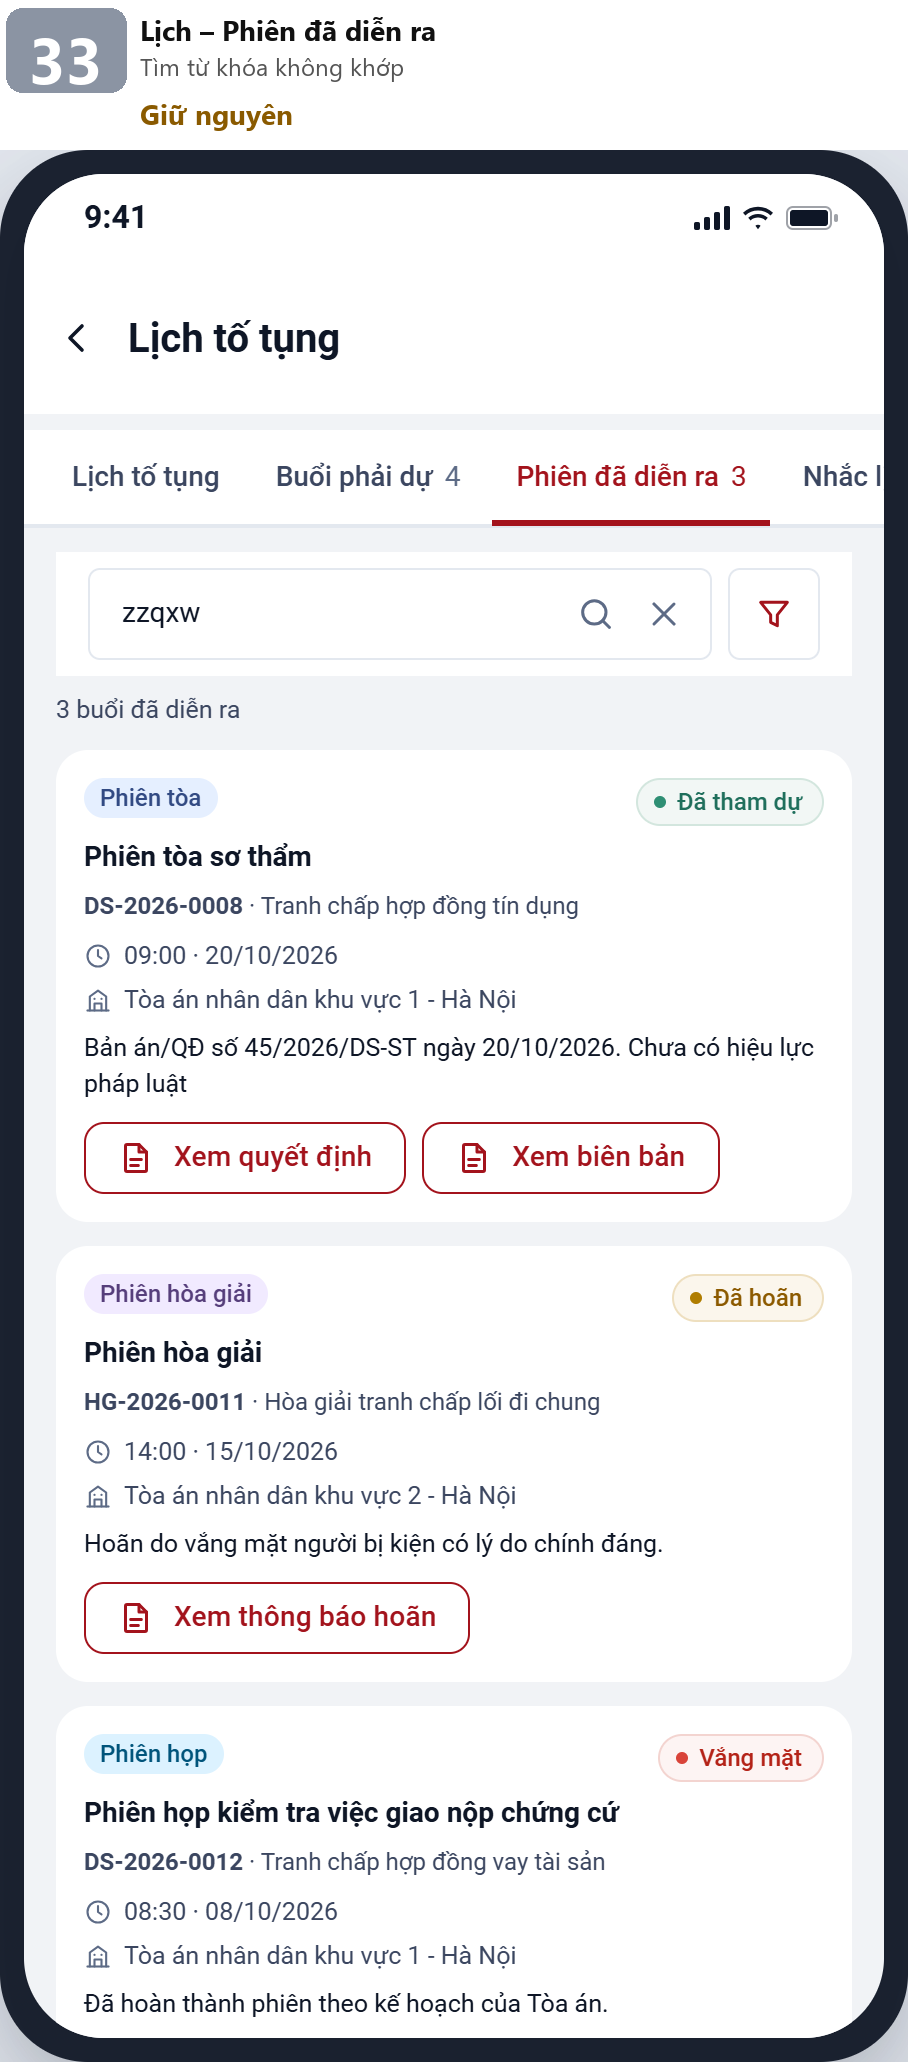 33
Lịch – Phiên đã diễn ra
Tìm từ khóa không khớp
Giữ nguyên
9:41
Lịch tố tụng
Lịch tố tụng Buổi phải dự 4 Phiên đã diễn ra 3 Nhắc l
zzqxw
3 buổi đã diễn ra
Phiên tòa Đã tham dự
Phiên tòa sơ thẩm
DS-2026-0008 · Tranh chấp hợp đồng tín dụng
09:00 · 20/10/2026
Tòa án nhân dân khu vực 1 - Hà Nội
Bản án/QĐ số 45/2026/DS-ST ngày 20/10/2026. Chưa có hiệu lực
pháp luật
Xem quyết định Xem biên bản
Phiên hòa giải Đã hoãn
Phiên hòa giải
HG-2026-0011 · Hòa giải tranh chấp lối đi chung
14:00 · 15/10/2026
Tòa án nhân dân khu vực 2 - Hà Nội
Hoãn do vắng mặt người bị kiện có lý do chính đáng.
Xem thông báo hoãn
Phiên họp Vắng mặt
Phiên họp kiểm tra việc giao nộp chứng cứ
DS-2026-0012 · Tranh chấp hợp đồng vay tài sản
08:30 · 08/10/2026
Tòa án nhân dân khu vực 1 - Hà Nội
Đã hoàn thành phiên theo kế hoạch của Tòa án.